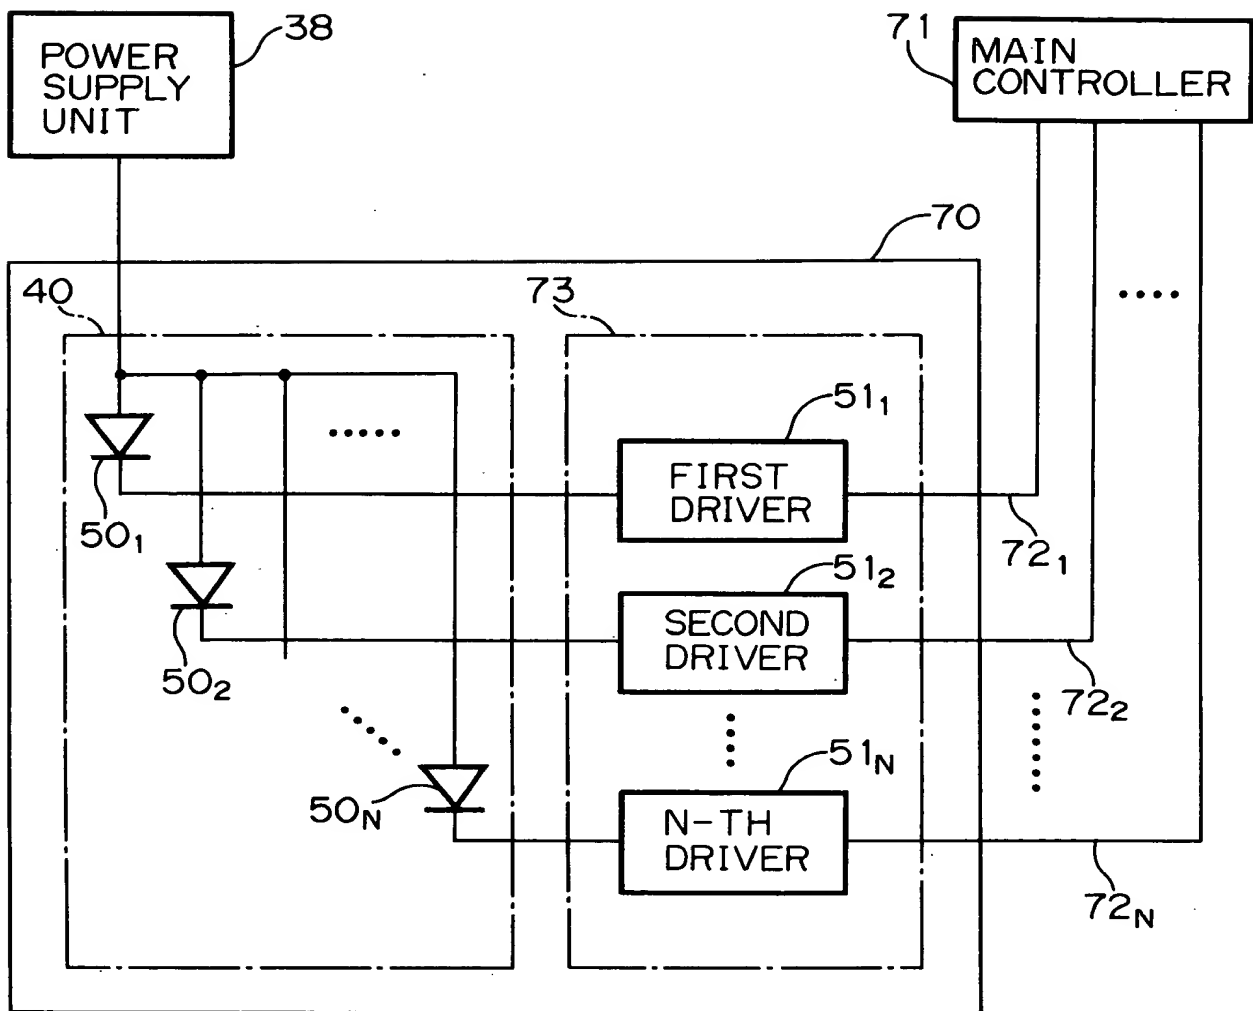 POWER
SUPPLY
UNIT
38
71
MAIN
CONTROLLER
70
40
73
50₁
51₁
FIRST
DRIVER
72₁
50₂
51₂
SECOND
DRIVER
72₂
50N
51N
N-TH
DRIVER
72N